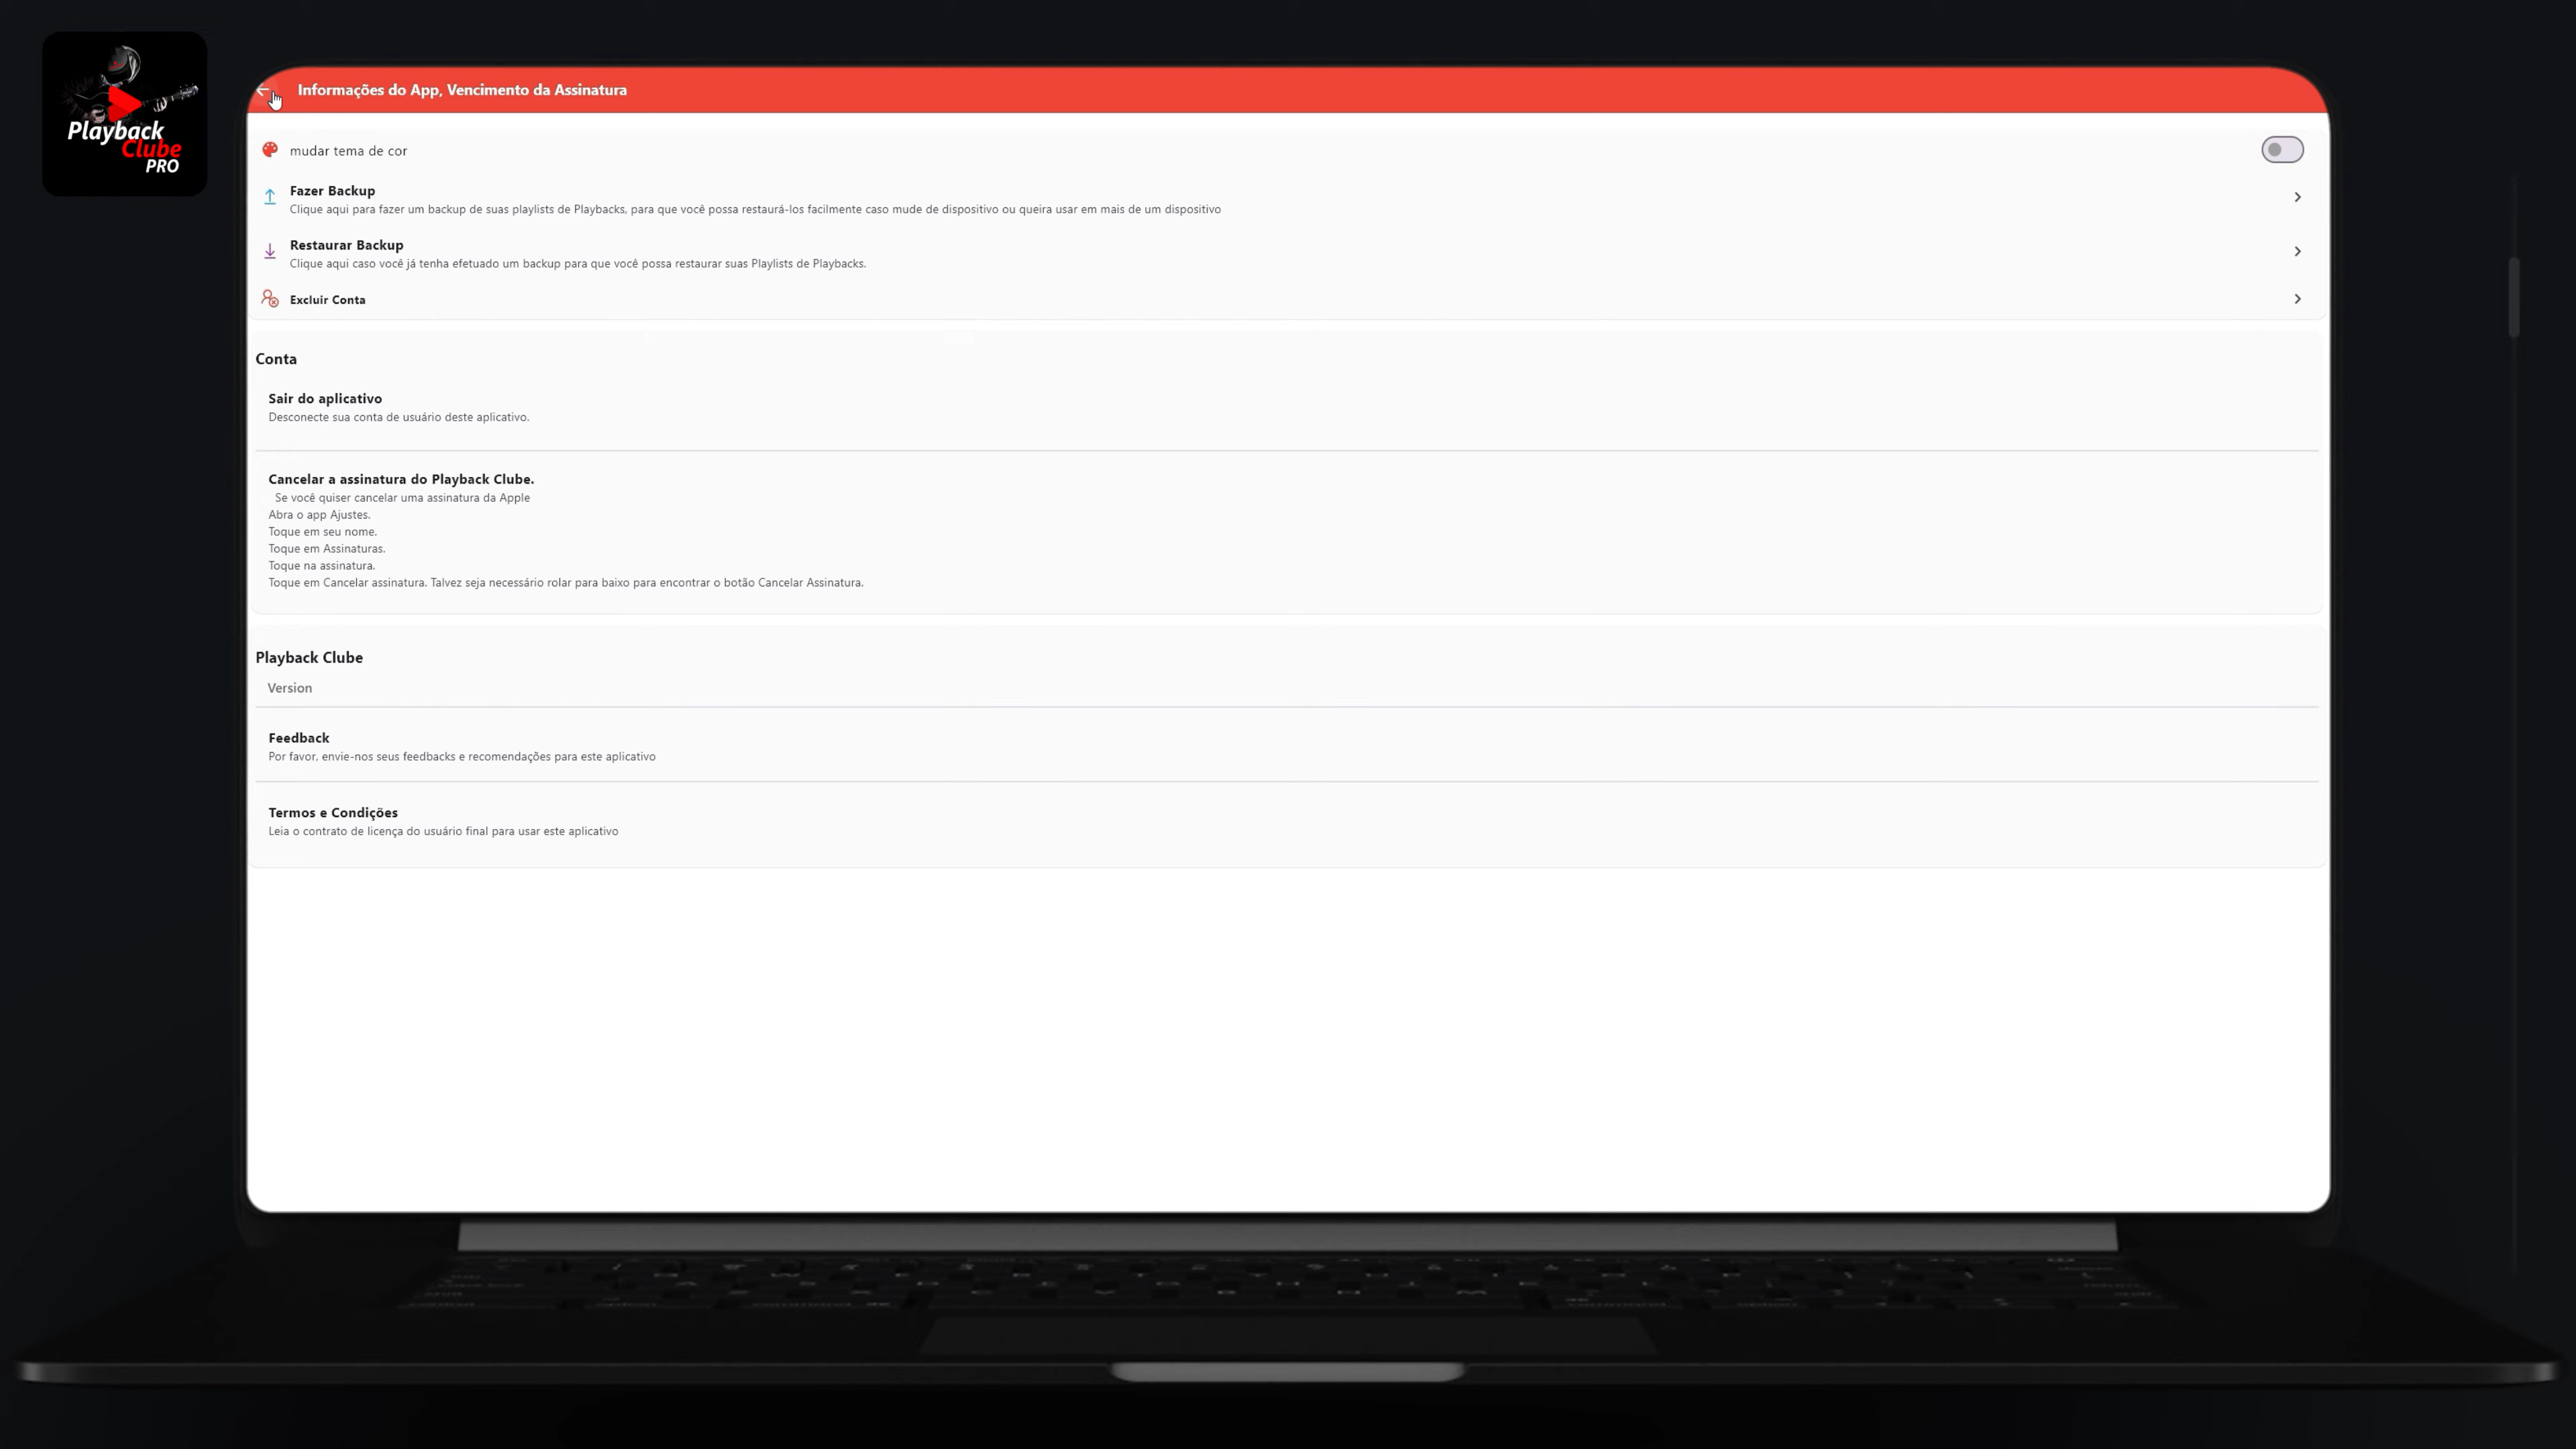 Playback
Clube
PRO
Informações do App, Vencimento da Assinatura
mudar tema de cor
Fazer Backup
Clique aqui para fazer um backup de suas playlists de Playbacks, para que você possa restaurá-los facilmente caso mude de dispositivo ou queira usar em mais de um dispositivo
Restaurar Backup
Clique aqui caso você já tenha efetuado um backup para que você possa restaurar suas Playlists de Playbacks.
Excluir Conta
Conta
Sair do aplicativo
Desconecte sua conta de usuário deste aplicativo.
Cancelar a assinatura do Playback Clube.
Se você quiser cancelar uma assinatura da Apple
Abra o app Ajustes.
Toque em seu nome.
Toque em Assinaturas.
Toque na assinatura.
Toque em Cancelar assinatura. Talvez seja necessário rolar para baixo para encontrar o botão Cancelar Assinatura.
Playback Clube
Version
Feedback
Por favor, envie-nos seus feedbacks e recomendações para este aplicativo
Termos e Condições
Leia o contrato de licença do usuário final para usar este aplicativo